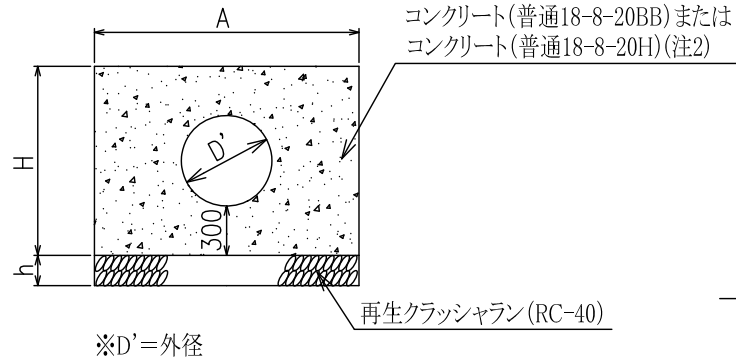 A
コンクリート(普通18-8-20BB)または
コンクリート(普通18-8-20H)(注2)
H
D'
300
h
再生クラッシャラン(RC-40)
※D'=外径